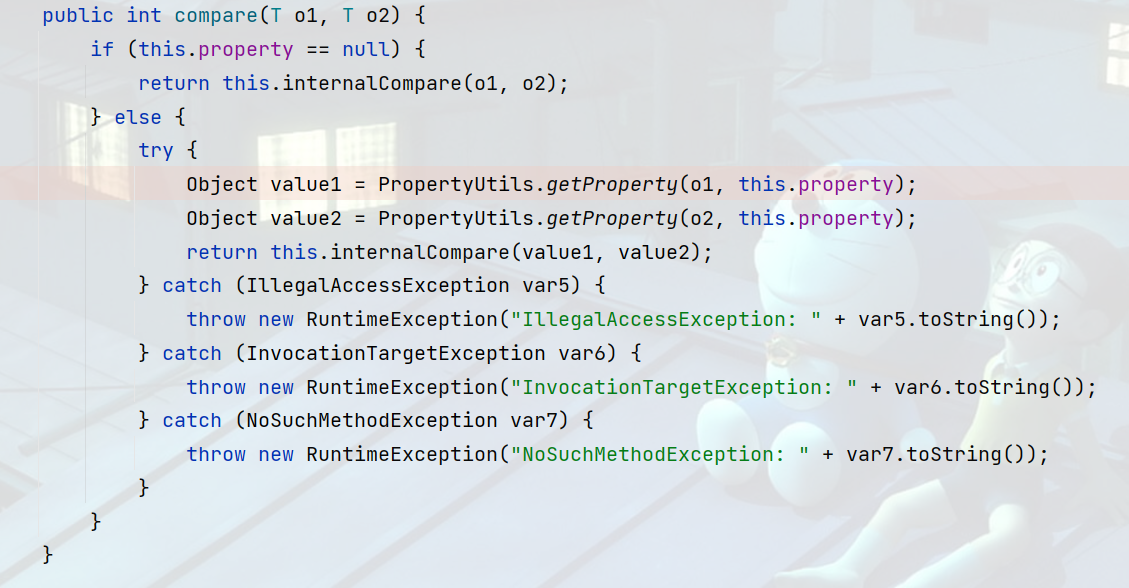 public int compare(T o1, T o2) {
if (this.property == null) {
return this.internalCompare(o1, o2);
} else {
try {
Object value1 = PropertyUtils.getProperty(o1, this.property);
Object value2 = PropertyUtils.getProperty(o2, this.property);
return this.internalCompare(value1, value2);
} catch (IllegalAccessException var5) {
throw new RuntimeException("IllegalAccessException: " + var5.toString());
} catch (InvocationTargetException var6) {
throw new RuntimeException("InvocationTargetException: " + var6.toString());
} catch (NoSuchMethodException var7) {
throw new RuntimeException("NoSuchMethodException: " + var7.toString());
}
}
}